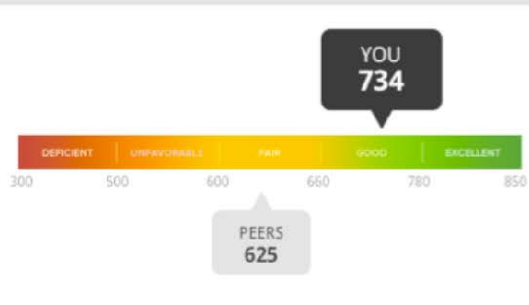 YOU
734
DEFICIENT UNFAVORABLE FAIR GOOD EXCELLENT
300 500 600 660 780 850
PEERS
625